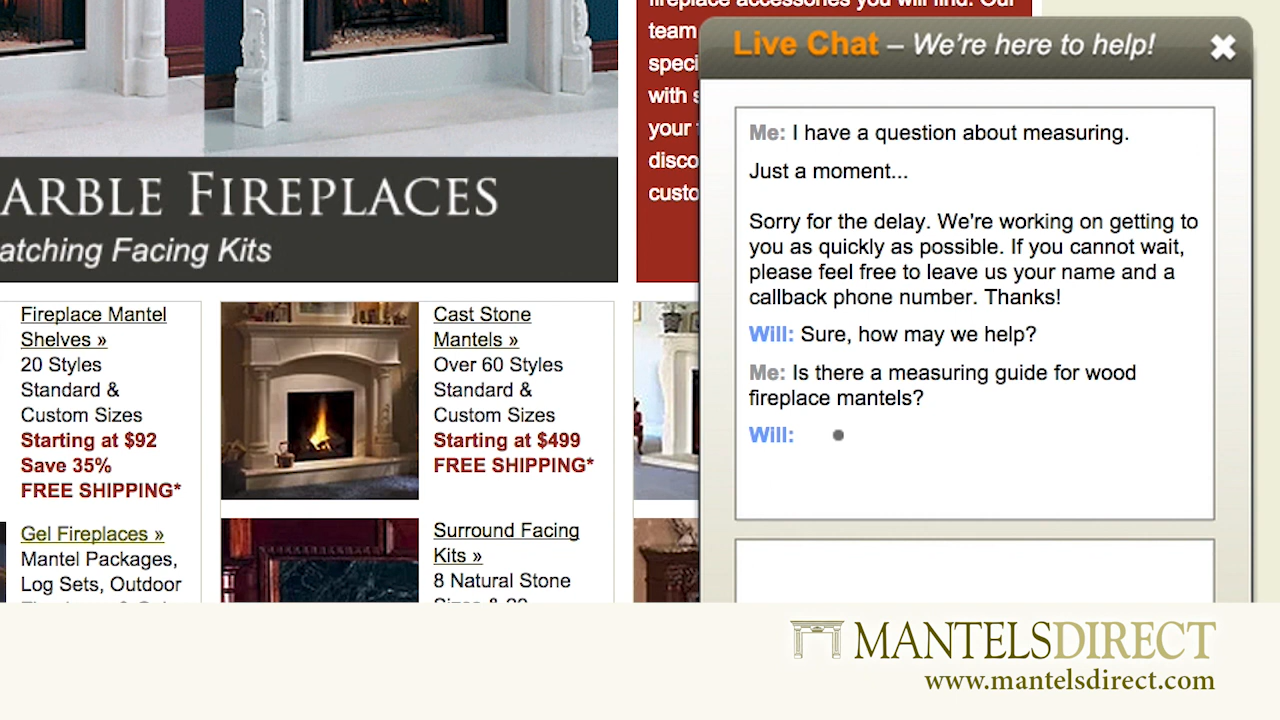 fireplace accessories you will find. Our
team
speci
with s
your
disco
custo
Live Chat – We're here to help!
Me: I have a question about measuring.
Just a moment...
Sorry for the delay. We're working on getting to
you as quickly as possible. If you cannot wait,
please feel free to leave us your name and a
callback phone number. Thanks!
Will: Sure, how may we help?
Me: Is there a measuring guide for wood
fireplace mantels?
Will:
ARBLE FIREPLACES
atching Facing Kits
Fireplace Mantel
Shelves »
20 Styles
Standard &
Custom Sizes
Starting at $92
Save 35%
FREE SHIPPING*
Gel Fireplaces »
Mantel Packages,
Log Sets, Outdoor
Cast Stone
Mantels »
Over 60 Styles
Standard &
Custom Sizes
Starting at $499
FREE SHIPPING*
Surround Facing
Kits »
8 Natural Stone
MANTELSDIRECT
www.mantelsdirect.com